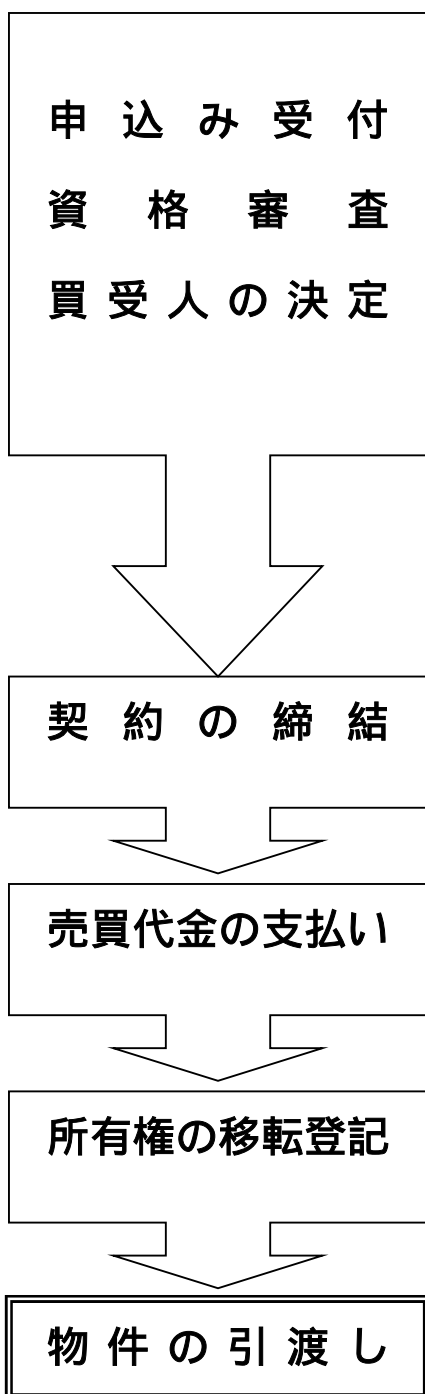 申込み受付
資格審査
買受人の決定
契約の締結
売買代金の支払い
所有権の移転登記
物件の引渡し